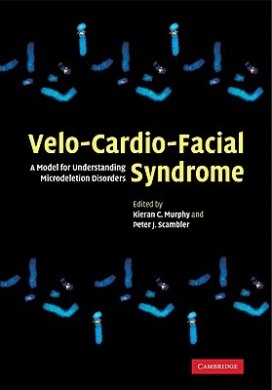 Velo-Cardio-Facial
A Model for Understanding
Microdeletion Disorders
Syndrome
Edited by
Kieran C. Murphy and
Peter J. Scambler
CAMBRIDGE